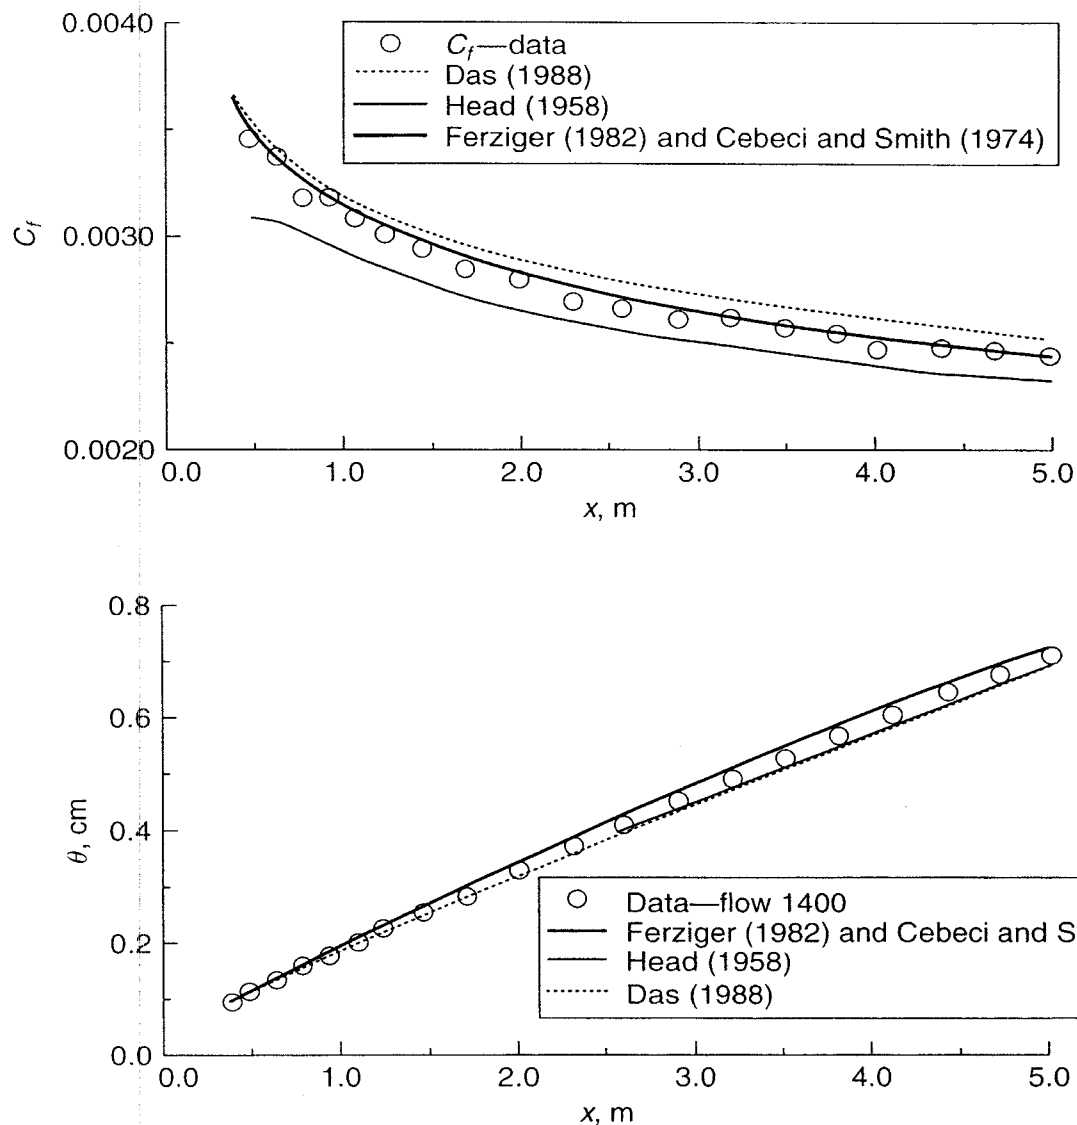 0.0040
C_f—data
Das (1988)
Head (1958)
Ferziger (1982) and Cebeci and Smith (1974)
C_f
0.0030
0.0020
0.0 1.0 2.0 3.0 4.0 5.0
x, m
0.8
0.6
θ, cm
0.4
Data—flow 1400
Ferziger (1982) and Cebeci and S
Head (1958)
Das (1988)
0.2
0.0
0.0 1.0 2.0 3.0 4.0 5.0
x, m